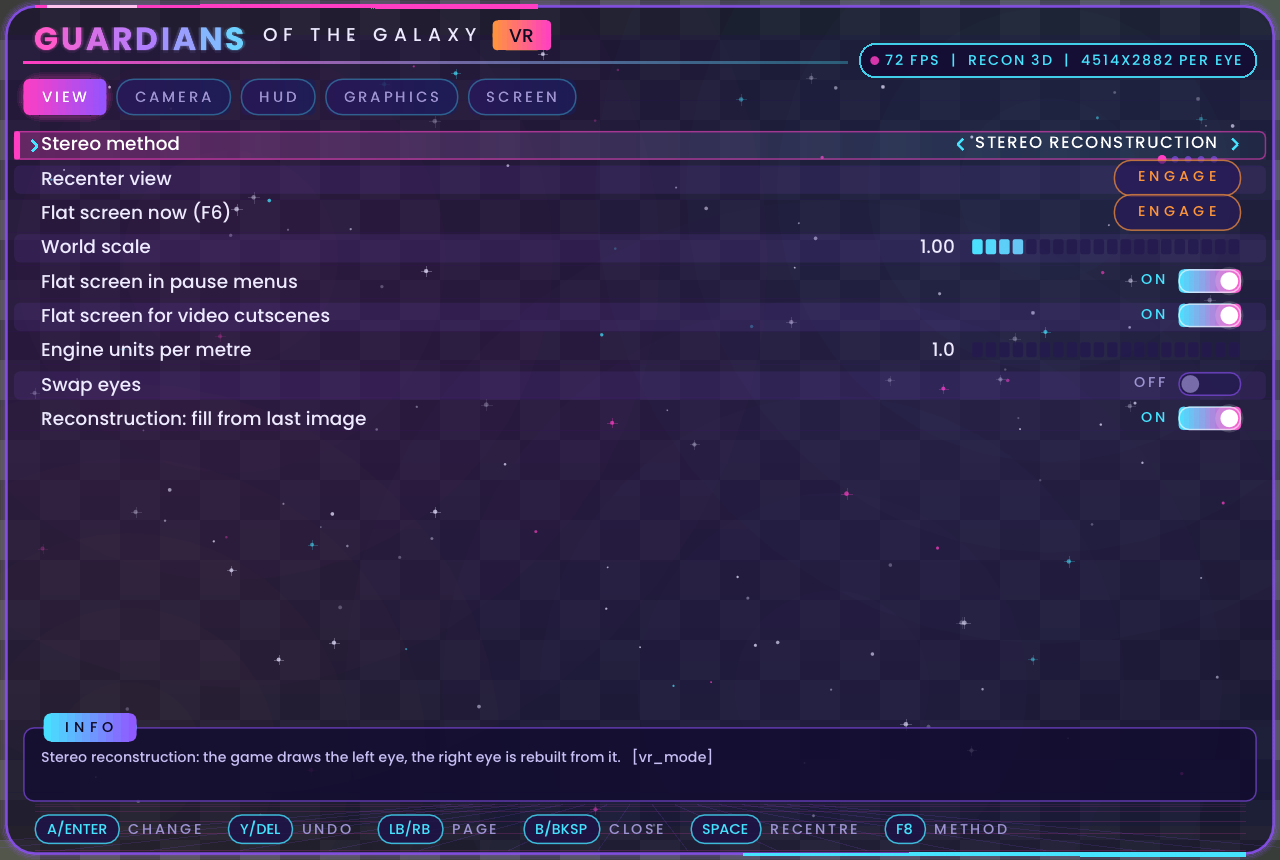 GUARDIANS OF THE GALAXY VR
72 FPS | RECON 3D | 4514X2882 PER EYE
VIEW CAMERA HUD GRAPHICS SCREEN
Stereo method STEREO RECONSTRUCTION
Recenter view ENGAGE
Flat screen now (F6) ENGAGE
World scale 1.00
Flat screen in pause menus ON
Flat screen for video cutscenes ON
Engine units per metre 1.0
Swap eyes OFF
Reconstruction: fill from last image ON
INFO
Stereo reconstruction: the game draws the left eye, the right eye is rebuilt from it. [vr_mode]
A/ENTER CHANGE Y/DEL UNDO LB/RB PAGE B/BKSP CLOSE SPACE RECENTRE F8 METHOD